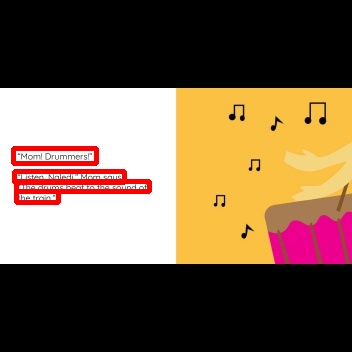 "Mom! Drummers!"
"Listen, Naledi," Mom says.
"The drums beat to the sound of
the train."